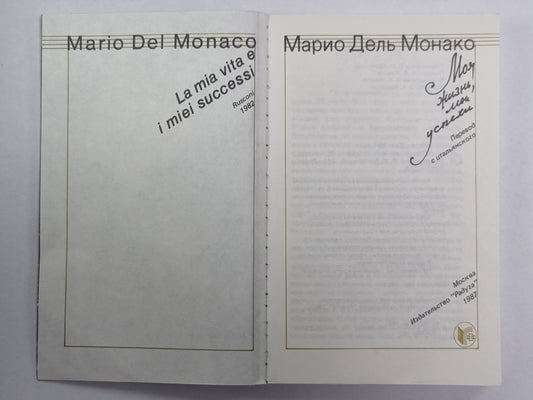 Mario Del Monaco
La mia vita e
i miei successi
Rusconi
1982
Марио Дель Монако
Моя
жизнь,
мои
успехи
Перевод
с итальянского
Москва
Издательство "Радуга"
1987